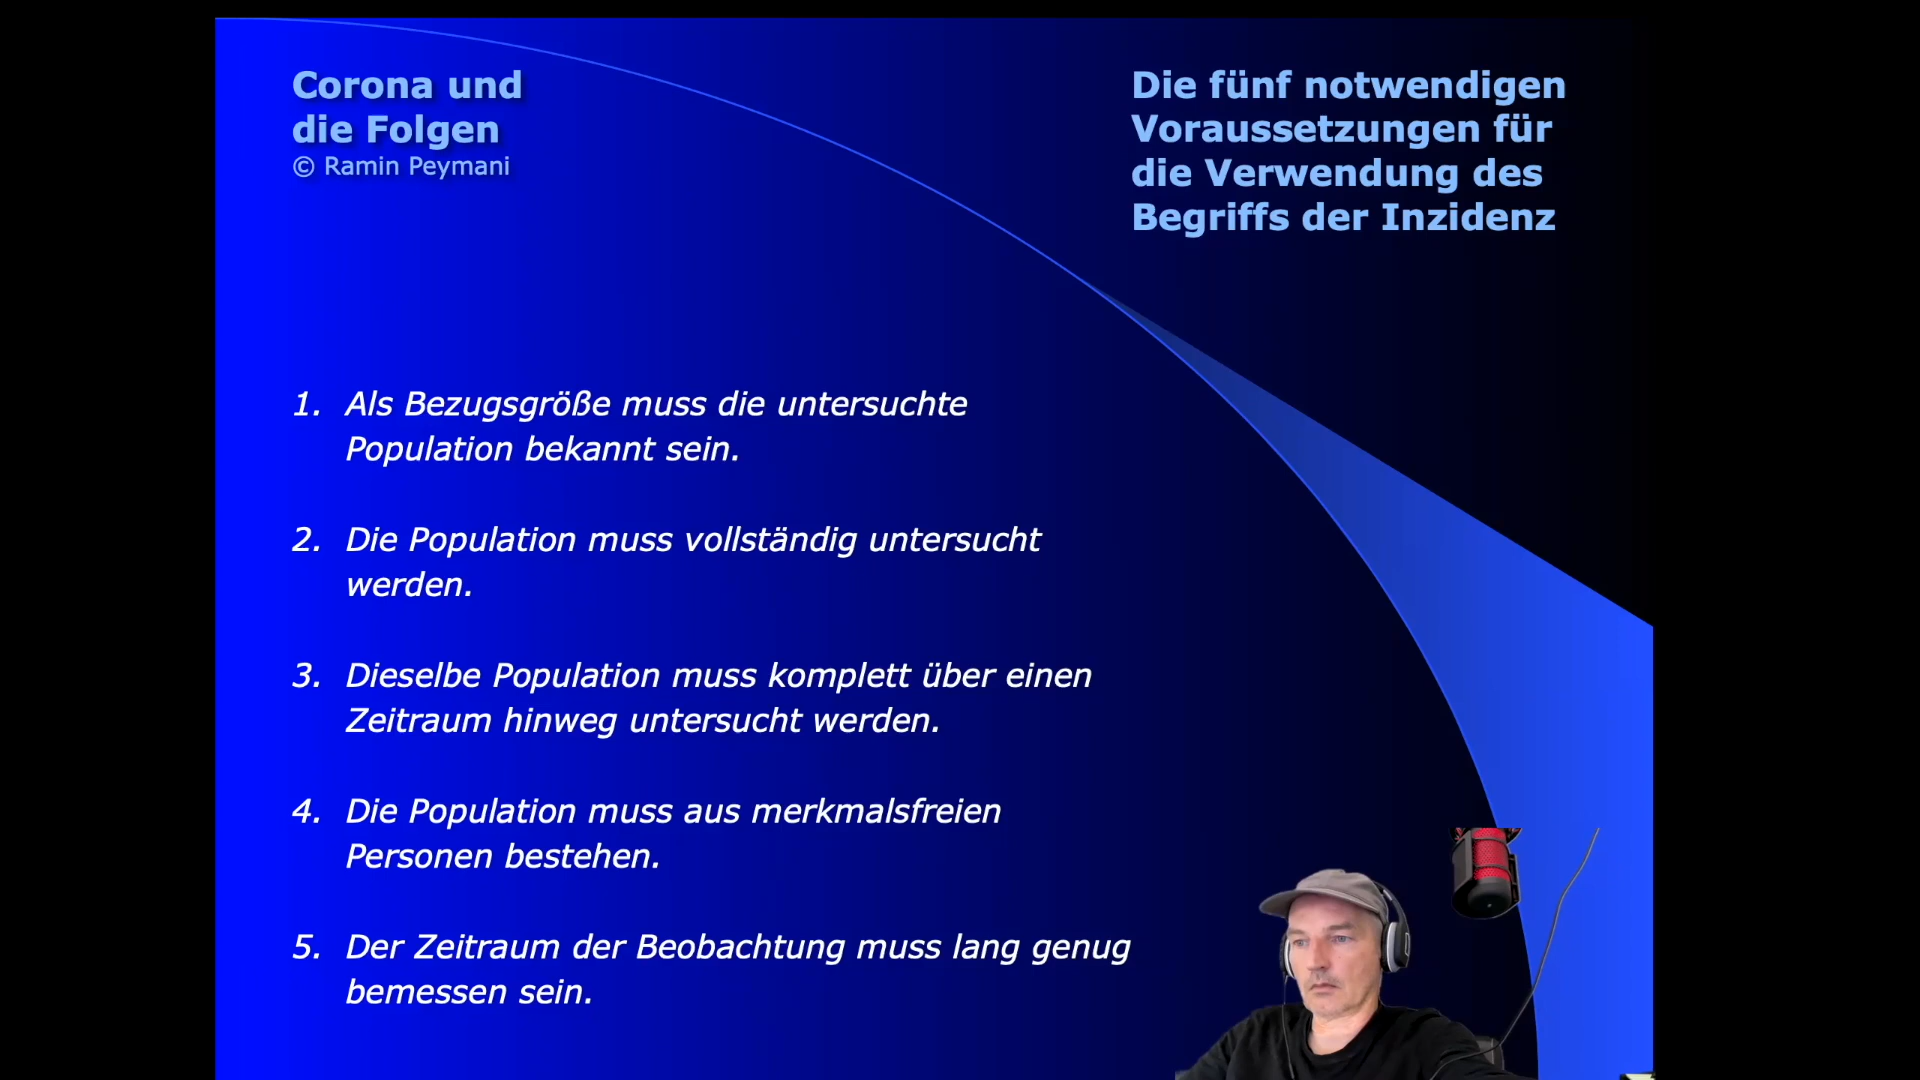 Corona und
die Folgen
© Ramin Peymani
Die fünf notwendigen
Voraussetzungen für
die Verwendung des
Begriffs der Inzidenz
1. Als Bezugsgröße muss die untersuchte
Population bekannt sein.
2. Die Population muss vollständig untersucht
werden.
3. Dieselbe Population muss komplett über einen
Zeitraum hinweg untersucht werden.
4. Die Population muss aus merkmalsfreien
Personen bestehen.
5. Der Zeitraum der Beobachtung muss lang genug
bemessen sein.